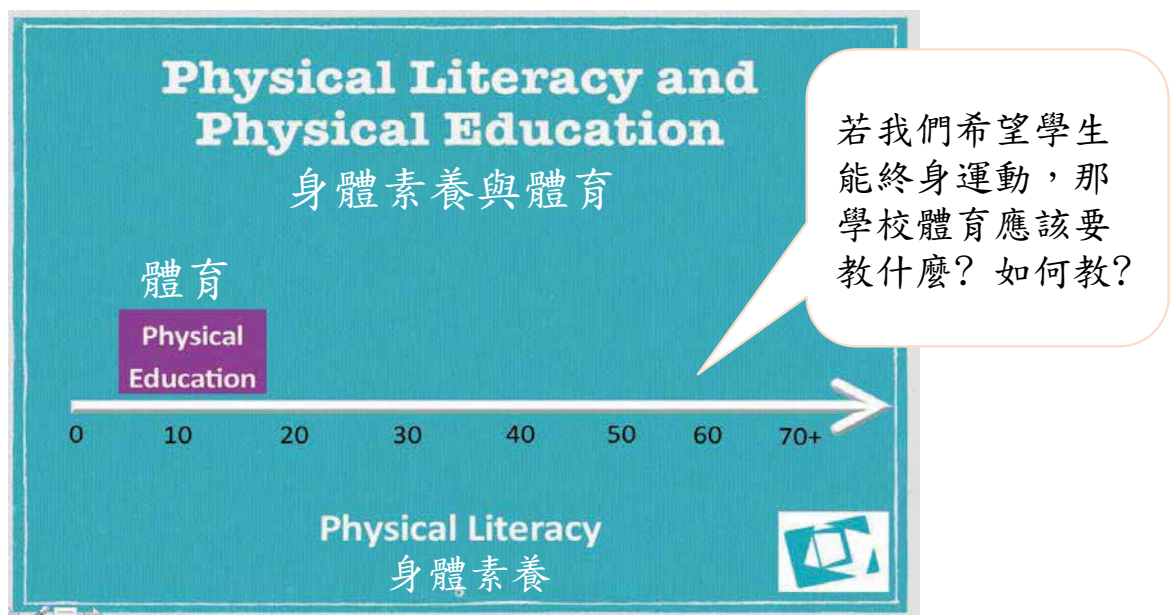 Physical Literacy and
Physical Education
身體素養與體育
若我們希望學生
能終身運動，那
學校體育應該要
教什麼？如何教？
體育
Physical
Education
0 10 20 30 40 50 60 70+
Physical Literacy
身體素養